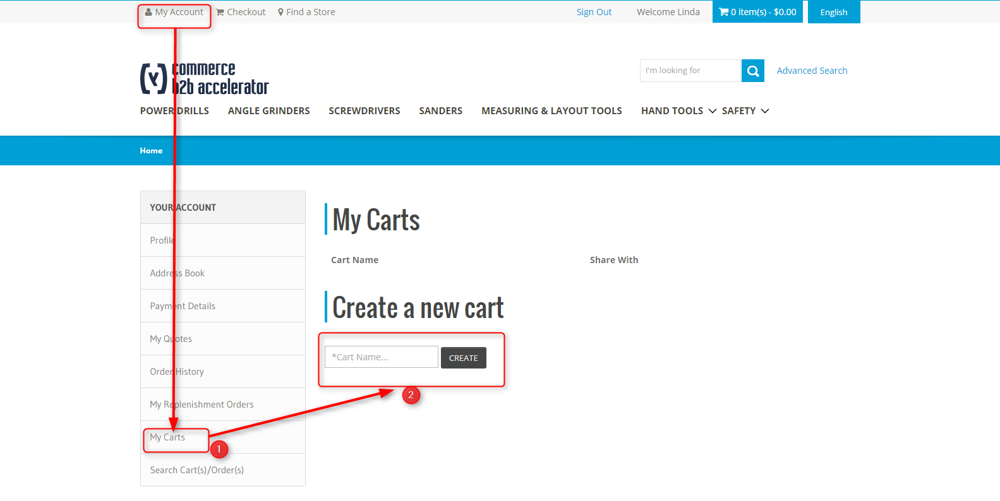 My Account Checkout Find a Store Sign Out Welcome Linda 0 item(s) - $0.00 English
commerce
b2b accelerator
I'm looking for Advanced Search
POWER DRILLS ANGLE GRINDERS SCREWDRIVERS SANDERS MEASURING & LAYOUT TOOLS HAND TOOLS SAFETY
Home
YOUR ACCOUNT
Profile
Address Book
Payment Details
My Quotes
Order History
My Replenishment Orders
My Carts
1
Search Cart(s)/Order(s)
My Carts
Cart Name Share With
Create a new cart
*Cart Name... CREATE
2